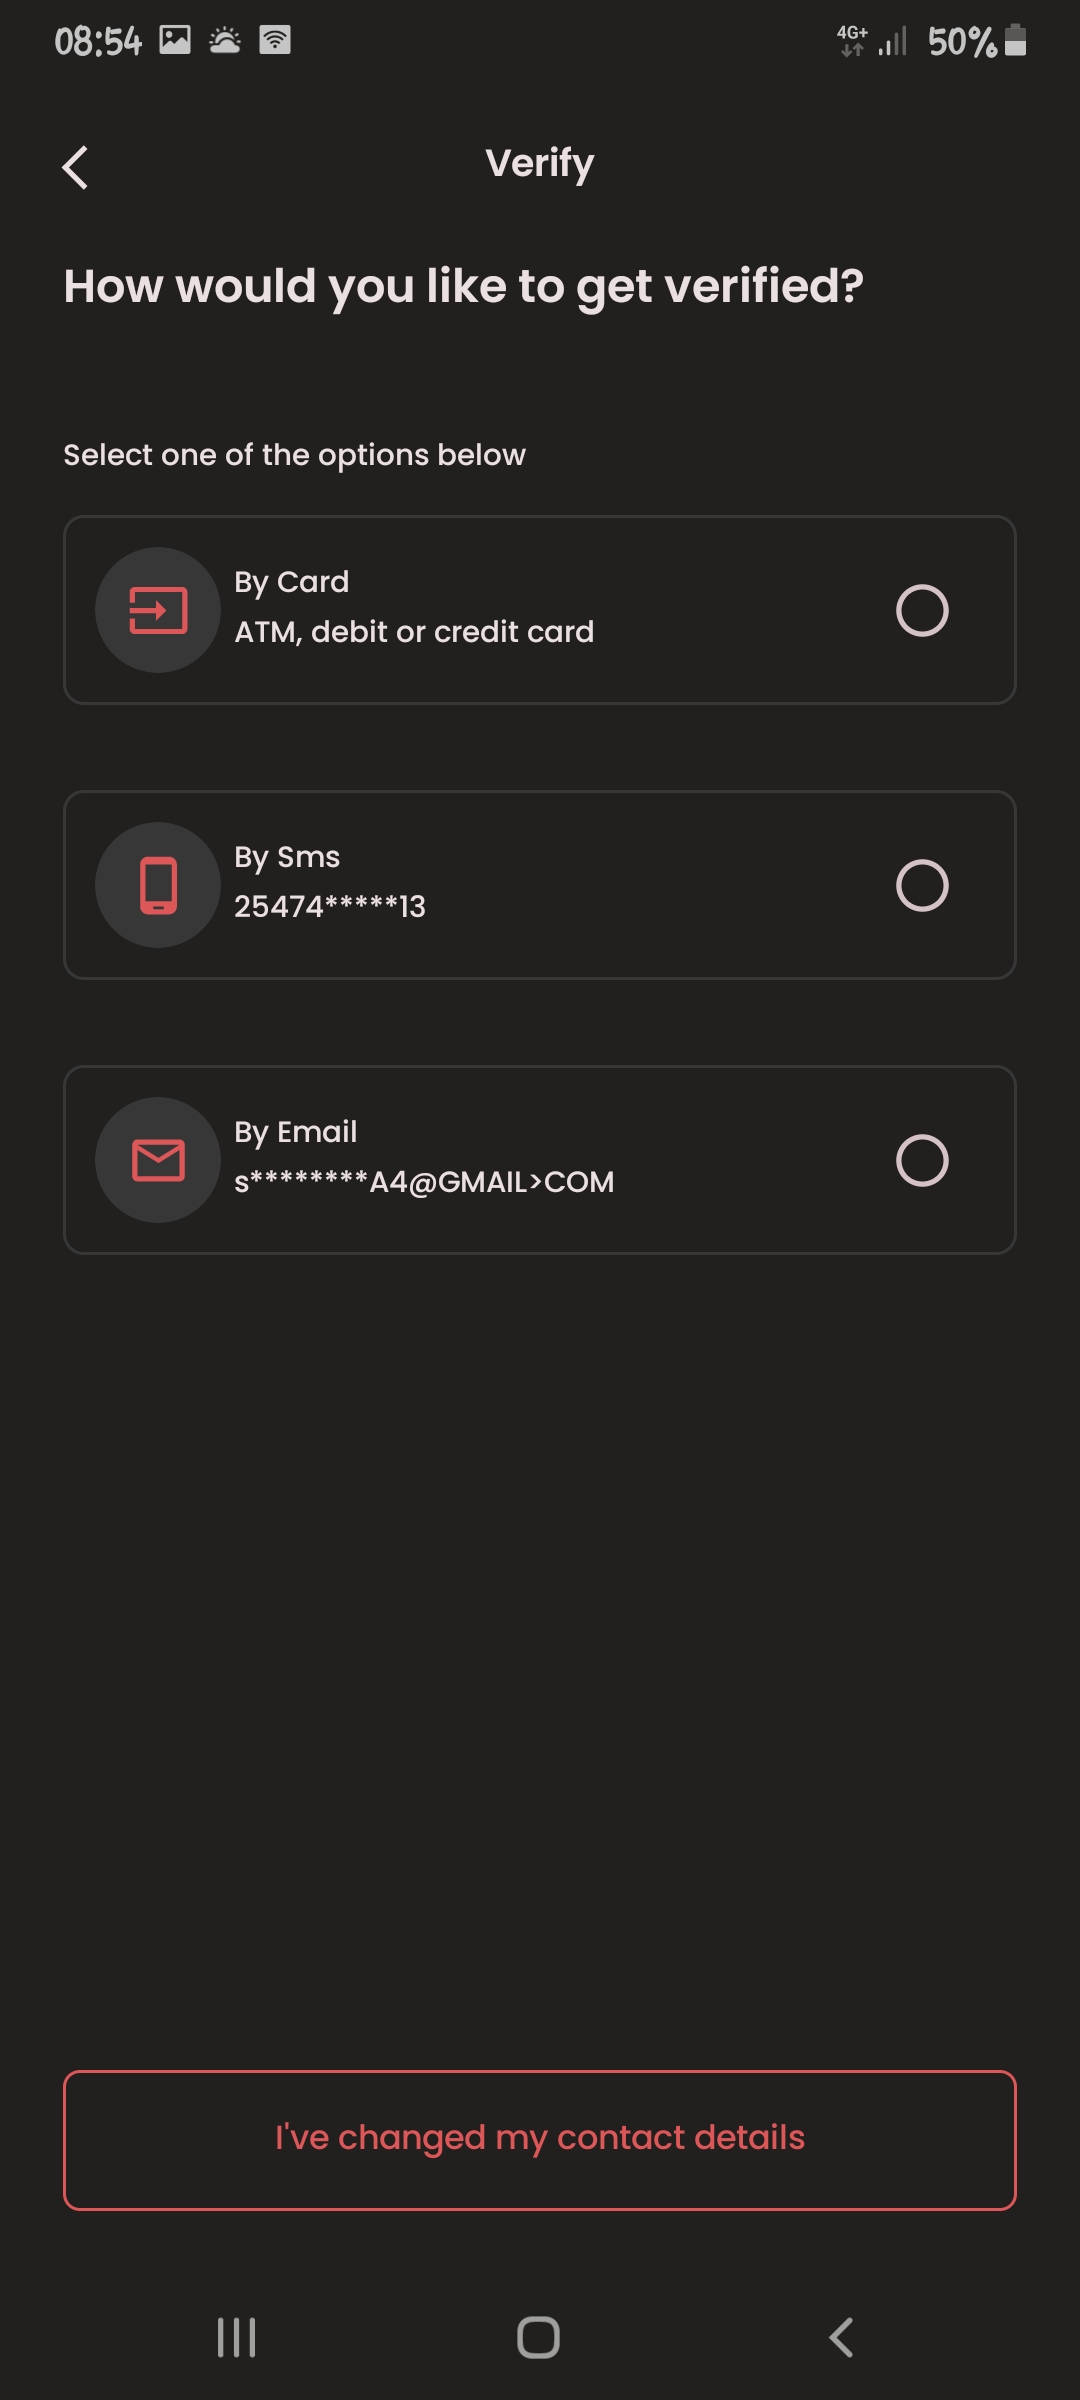 08:54 4G+ 50%
Verify
How would you like to get verified?
Select one of the options below
By Card
ATM, debit or credit card
By Sms
25474*****13
By Email
s********A4@GMAIL>COM
I've changed my contact details